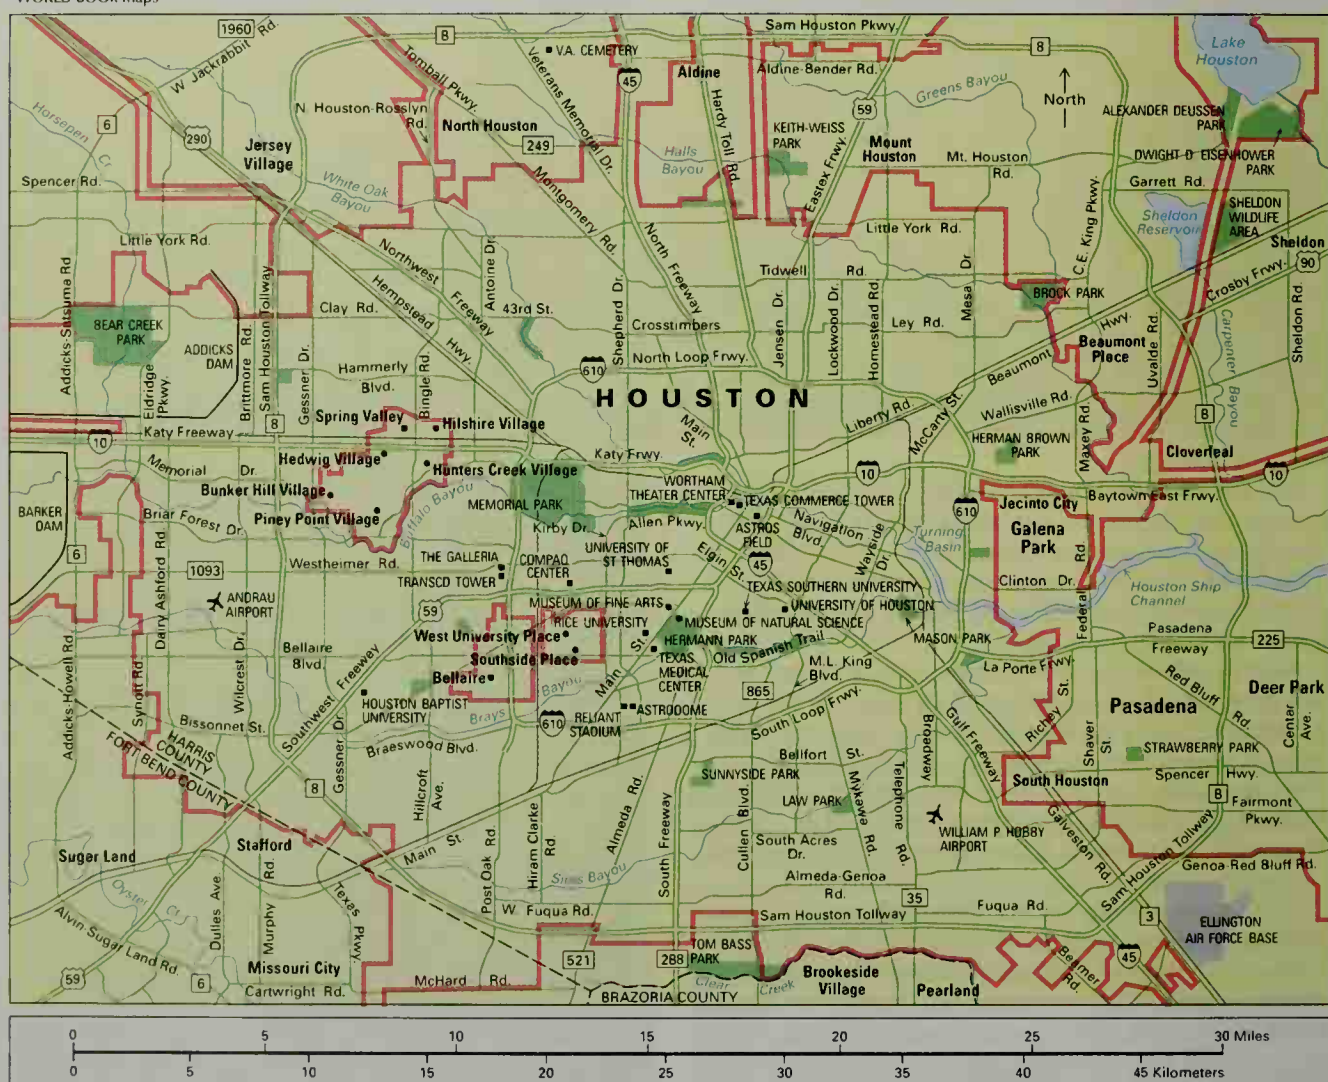 WORLD BOOK maps
1960
W. Jackrabbit Rd.
8
Sam Houston Pkwy.
8
Lake
Houston
Tomball Pkwy.
Veterans Memorial Dr.
V.A. CEMETERY
45
Aldine
Aldine-Bender Rd.
Greens Bayou
North
Horsepen Cr.
6
290
N. Houston-Rosslyn
Rd.
North Houston
249
Hardy Toll Rd.
59
KEITH-WEISS
PARK
Mount
Houston
ALEXANDER DEUSSEN
PARK
Jersey
Village
Halls
Bayou
Eastex Frwy.
Mt. Houston
Rd.
DWIGHT D EISENHOWER
PARK
Spencer Rd.
White Oak
Bayou
Montgomery Rd.
Garrett Rd.
SHELDON
WILDLIFE
AREA
Sheldon
Reservoir
Sheldon
90
Little York Rd.
Little York Rd.
C.E. King Pkwy.
Addicks-Satsuma Rd
Northwest Freeway
Antoine Dr.
North Freeway
Tidwell Rd.
Mesa Dr
Crosby Frwy.
BROCK PARK
Sam Houston Tollway
Hempstead Hwy.
Clay Rd.
43rd St.
Shepherd Dr.
Crosstimbers
Jensen Dr.
Lockwood Dr.
Homestead Rd.
Ley Rd.
Beaumont Hwy.
Beaumont
Place
Uvalde Rd.
Carpenter Bayou
Sheldon Rd.
BEAR CREEK
PARK
ADDICKS
DAM
Eldridge
Pkwy.
Brittmore Rd.
Gessner Dr.
Hammerly
Blvd.
Bingle Rd.
North Loop Frwy.
610
HOUSTON
Spring Valley
Hilshire Village
Main
St.
Liberty Rd.
McCarty St.
Wallisville Rd.
Maxey Rd.
8
8
10
Katy Freeway
Hedwig Village
Hunters Creek Village
Katy Frwy.
HERMAN BROWN
PARK
Cloverleaf
Memorial Dr.
Bunker Hill Village
MEMORIAL PARK
WORTHAM
THEATER CENTER
TEXAS COMMERCE TOWER
10
Baytown East Frwy.
10
BARKER
DAM
Briar Forest Dr.
Piney Point Village
Buffalo Bayou
Kirby Dr.
Allen Pkwy.
ASTROS
FIELD
Navigation
Blvd.
Wayside
Dr.
610
Jecinto City
Galena
Park
6
Dairy Ashford Rd.
1093
Westheimer Rd.
THE GALLERIA
TRANSCO TOWER
COMPAQ
CENTER
UNIVERSITY OF
ST THOMAS
Elgin St.
45
Turning
Basin
Clinton Dr.
Federal Rd.
Houston Ship
Channel
ANDRAU
AIRPORT
59
MUSEUM OF FINE ARTS
TEXAS SOUTHERN UNIVERSITY
UNIVERSITY OF HOUSTON
West University Place
RICE UNIVERSITY
MUSEUM OF NATURAL SCIENCE
HERMANN PARK
MASON PARK
Pasadena
Freeway
225
Bellaire
Blvd.
Southside Place
Old Spanish Trail
La Porte Frwy.
Addicks-Howell Rd
Synott Rd.
Wilcrest Dr.
Southwest Freeway
Bellaire
Main St.
TEXAS
MEDICAL
CENTER
M.L. King
Blvd.
865
Red Bluff Rd.
Deer Park
HOUSTON BAPTIST
UNIVERSITY
Brays Bayou
610
RELIANT
STADIUM
ASTRODOME
South Loop Frwy.
Broadway
Gulf Freeway
Richey St.
Pasadena
Center
Ave.
Bissonnet St.
HARRIS
COUNTY
FORT BEND COUNTY
Braeswood Blvd.
Gessner Dr.
Bellfort St.
Shaver
St.
STRAWBERRY PARK
8
Hillcroft
Ave.
Almeda Rd.
SUNNYSIDE PARK
South Houston
Spencer Hwy.
8
Fairmont
Pkwy.
Hiram Clarke
Rd.
South Freeway
Cullen Blvd.
LAW PARK
Mykawa Rd.
Telephone Rd.
WILLIAM P HOBBY
AIRPORT
Galveston Rd.
Sam Houston Tollway
Sugar Land
Stafford
Main St.
Post Oak Rd.
South Acres
Dr.
Genoa-Red Bluff Rd.
Oyster Cr.
Sims Bayou
Almeda-Genoa
Rd.
Alvin-Sugar Land Rd.
Dulles Ave
Murphy Rd.
Texas Pkwy.
W. Fuqua Rd.
Sam Houston Tollway
35
Fuqua Rd.
3
ELLINGTON
AIR FORCE BASE
59
6
Missouri City
Cartwright Rd.
McHard Rd.
521
288
TOM BASS
PARK
Clear Creek
Brookside
Village
Pearland
Beamer
Rd.
45
BRAZORIA COUNTY
0 5 10 15 20 25 30 Miles
0 5 10 15 20 25 30 35 40 45 Kilometers